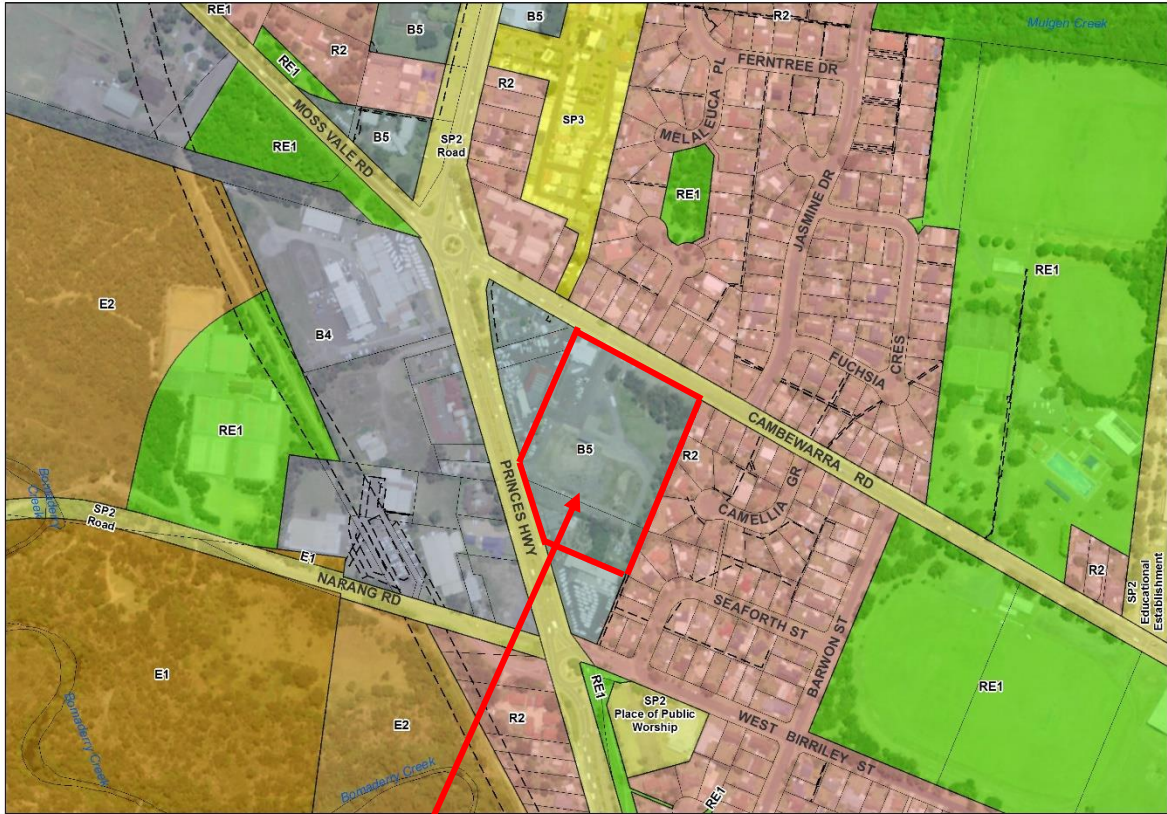 RE1
R2
B5
B5
R2
Mulgen Creek
RE1
R2
FERNTREE DR
MELALEUCA PL
MOSS VALE RD
B5
SP2
Road
SP3
RE1
RE1
JASMINE DR
RE1
E2
B4
FUCHSIA
CRES
RE1
CAMBEWARRA RD
B5
R2
PRINCES HWY
CAMELLIA GR
Bomaderry
Creek
SP2
Road
E1
NARANG RD
R2
SP2
Educational
Establishment
SEAFORTH ST
BARWON ST
E1
E2
R2
RE1
SP2
Place of Public
Worship
RE1
WEST BIRRILEY ST
Bomaderry Creek
Bomaderry Creek
RE1